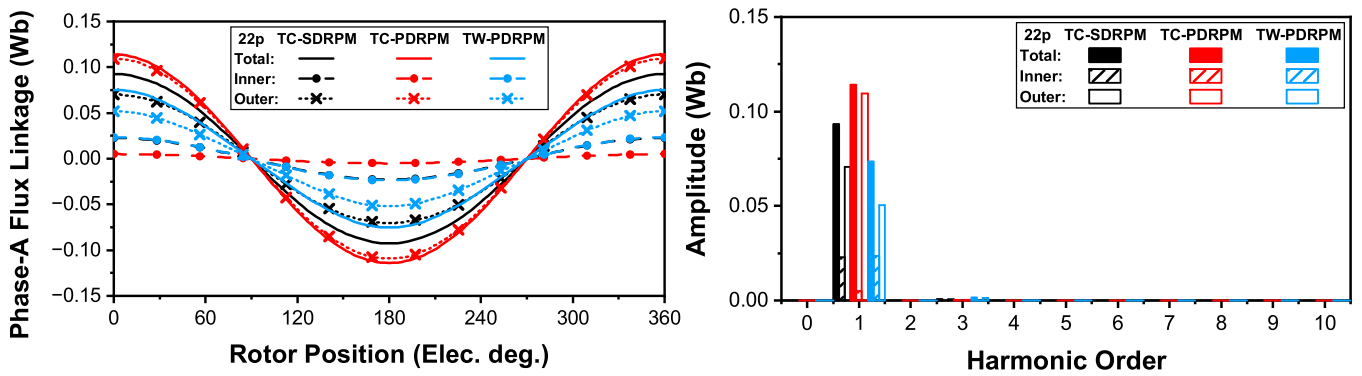 Phase-A Flux Linkage (Wb)
0.15
0.10
0.05
0.00
−0.05
−0.10
−0.15
22p TC-SDRPM TC-PDRPM TW-PDRPM
Total:
Inner:
Outer:
0 60 120 180 240 300 360
Rotor Position (Elec. deg.)
Amplitude (Wb)
0.15
0.10
0.05
0.00
22p TC-SDRPM TC-PDRPM TW-PDRPM
Total:
Inner:
Outer:
0 1 2 3 4 5 6 7 8 9 10
Harmonic Order